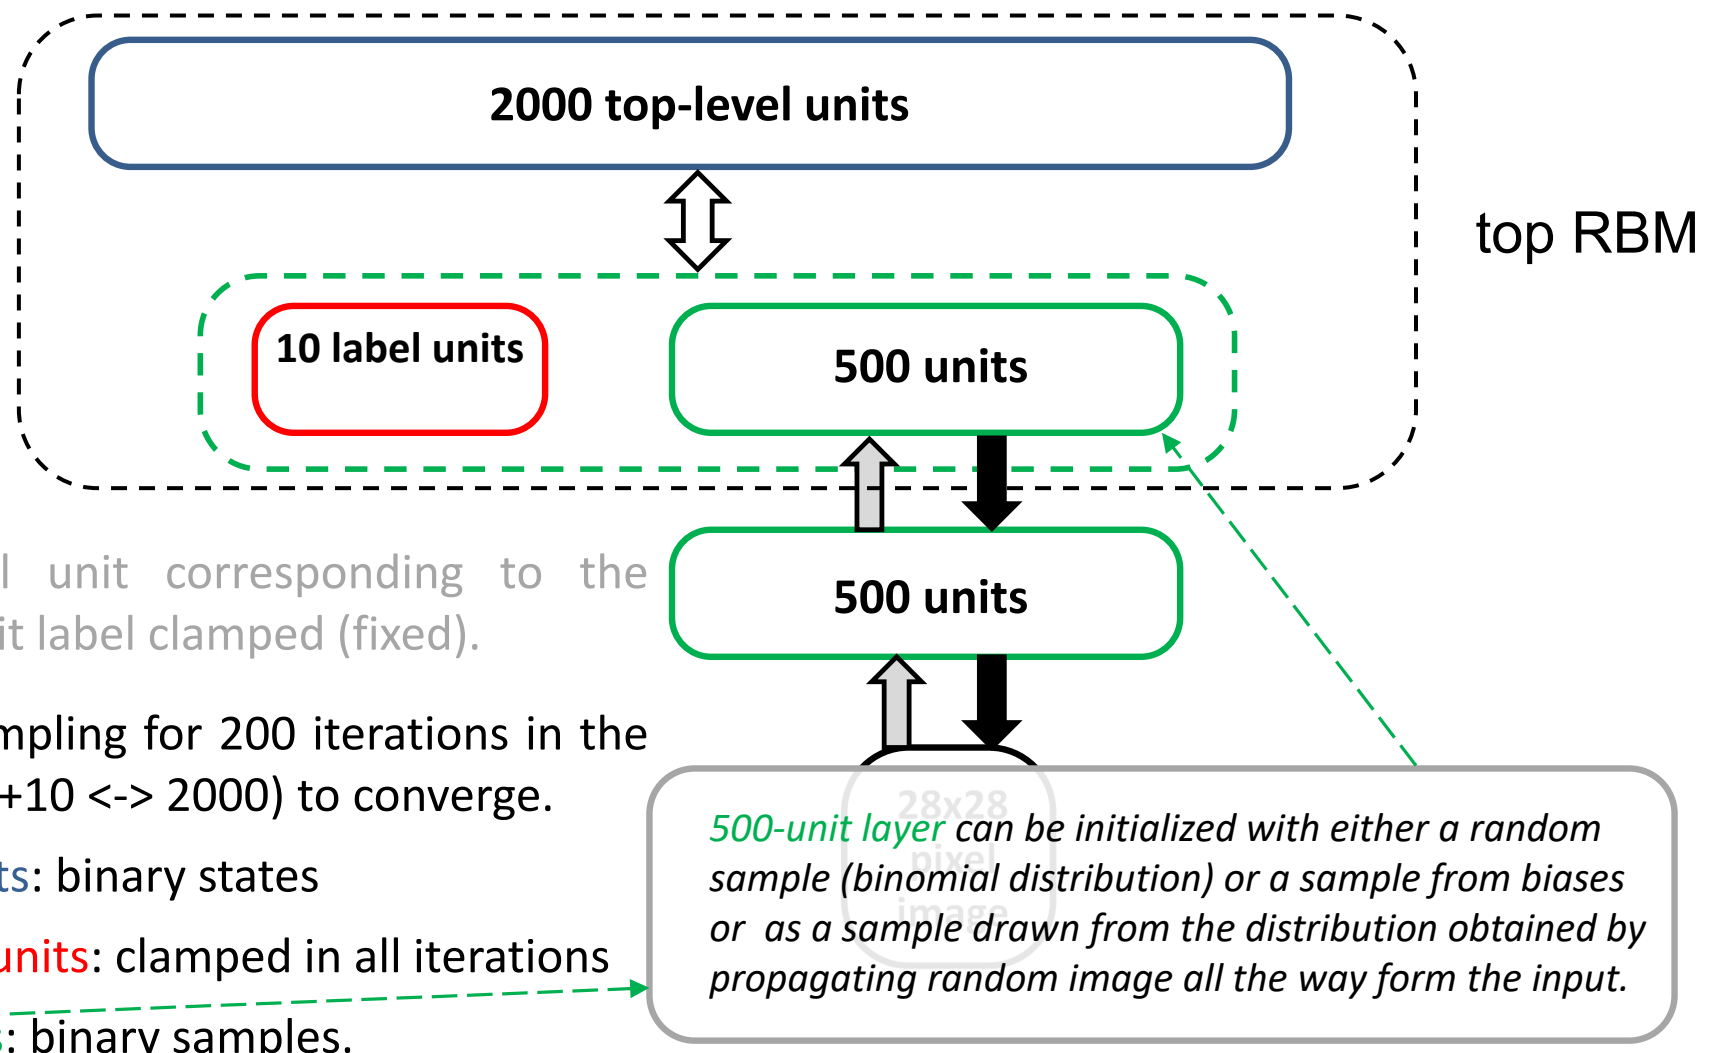 2000 top-level units
top RBM
10 label units
500 units
unit corresponding to the
label clamped (fixed).
500 units
for 200 iterations in the
+10 <-> 2000) to converge.
: binary states
units: clamped in all iterations
: binary samples.
28x28
pixel
image
500-unit layer can be initialized with either a random
sample (binomial distribution) or a sample from biases
or as a sample drawn from the distribution obtained by
propagating random image all the way form the input.